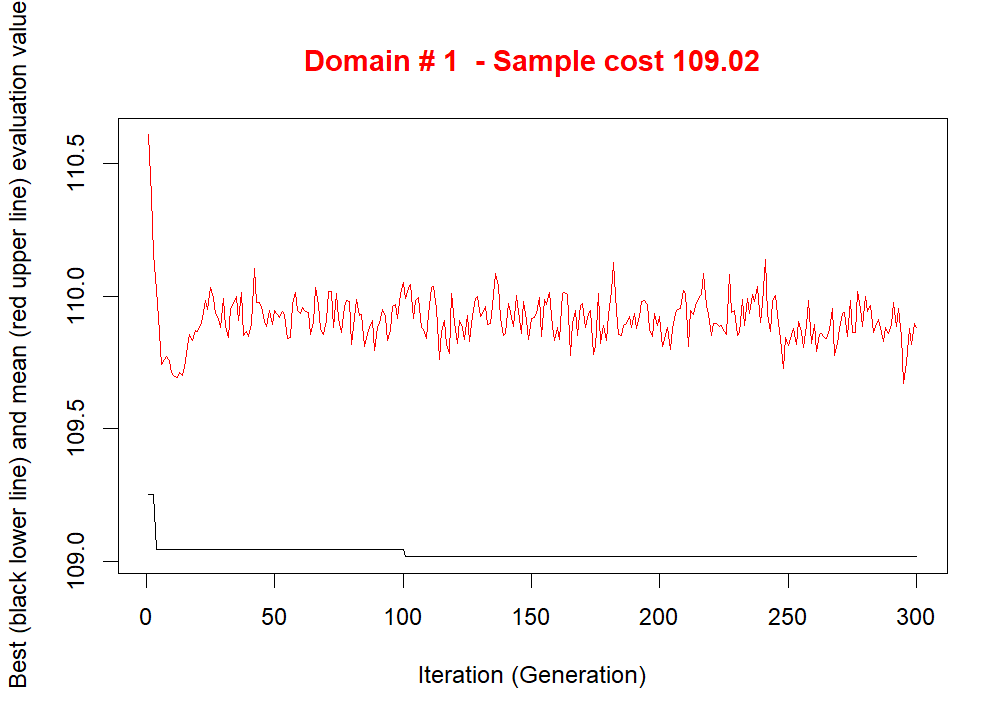 Domain # 1  - Sample cost 109.02
Best (black lower line) and mean (red upper line) evaluation value
110.5
110.0
109.5
109.0
0 50 100 150 200 250 300
Iteration (Generation)